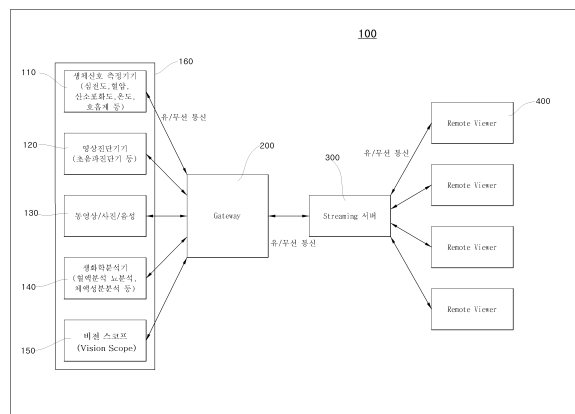 100
110
160
생체신호 측정기기
(심전도,혈압,
산소포화도,온도,
호흡계 등)
유/무선 통신
120
영상진단기기
(초음파진단기 등)
130
동영상/사진/음성
140
생화학분석기
(혈액분석 뇨분석,
체액성분분석 등)
150
비젼 스코프
(Vision Scope)
200
Gateway
유/무선 통신
300
Streaming 서버
유/무선 통신
400
Remote Viewer
Remote Viewer
Remote Viewer
Remote Viewer